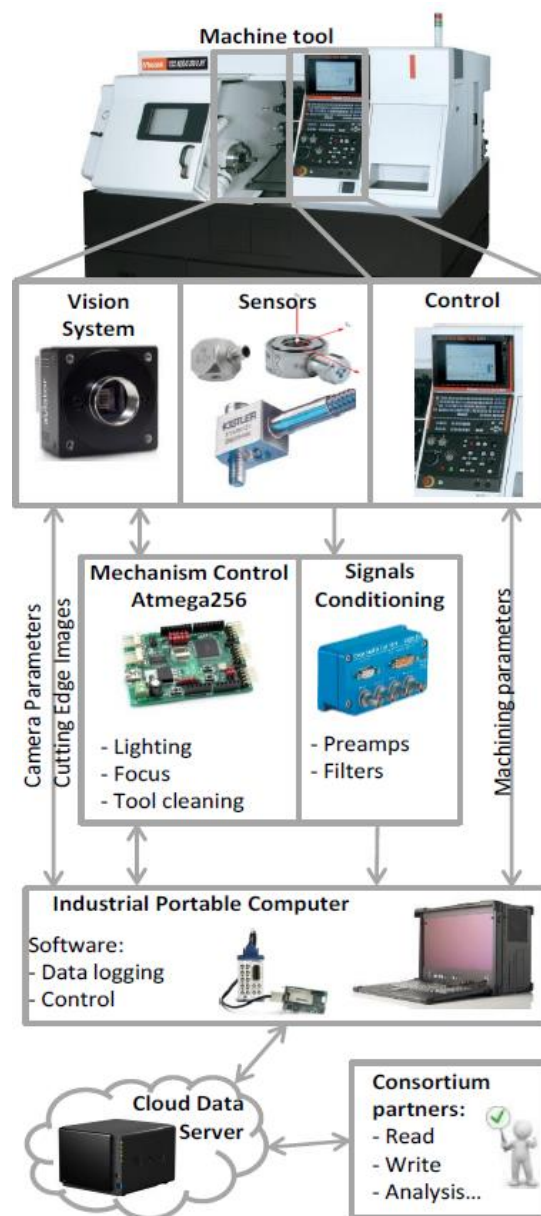 Machine tool
Vision
System
Sensors
Control
KISTLER
Mechanism Control
Atmega256
Signals
Conditioning
Camera Parameters
Cutting Edge Images
- Lighting
- Focus
- Tool cleaning
- Preamps
- Filters
Machining parameters
Industrial Portable Computer
Software:
- Data logging
- Control
Cloud Data
Server
Consortium
partners:
- Read
- Write
- Analysis...